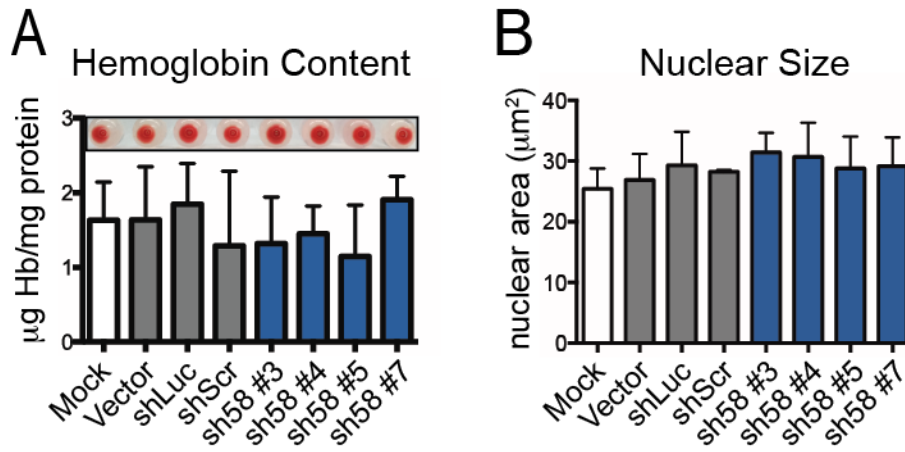 A
Hemoglobin Content
μg Hb/mg protein
3
2
1
0
Mock
Vector
shLuc
shScr
sh58 #3
sh58 #4
sh58 #5
sh58 #7
B
Nuclear Size
nuclear area (μm²)
40
30
20
10
0
Mock
Vector
shLuc
shScr
sh58 #3
sh58 #4
sh58 #5
sh58 #7